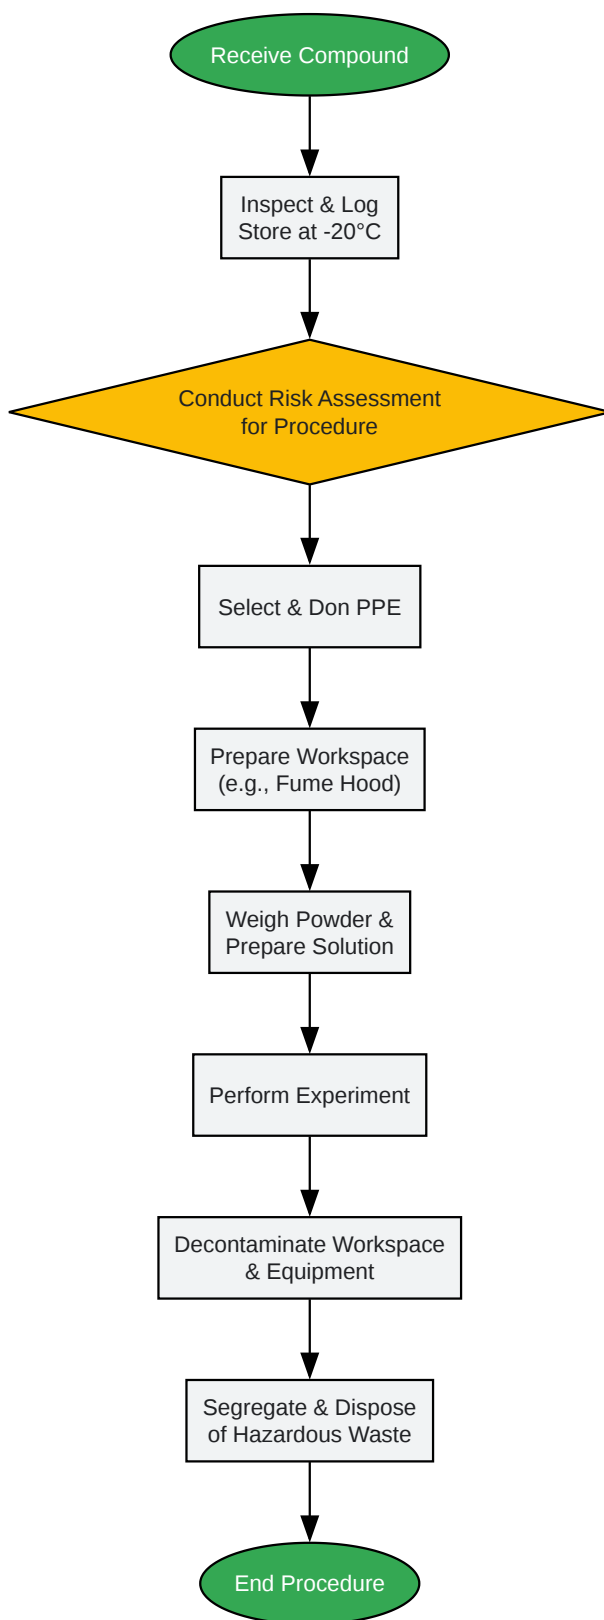 Receive Compound
Inspect & Log
Store at -20°C
Conduct Risk Assessment
for Procedure
Select & Don PPE
Prepare Workspace
(e.g., Fume Hood)
Weigh Powder &
Prepare Solution
Perform Experiment
Decontaminate Workspace
& Equipment
Segregate & Dispose
of Hazardous Waste
End Procedure